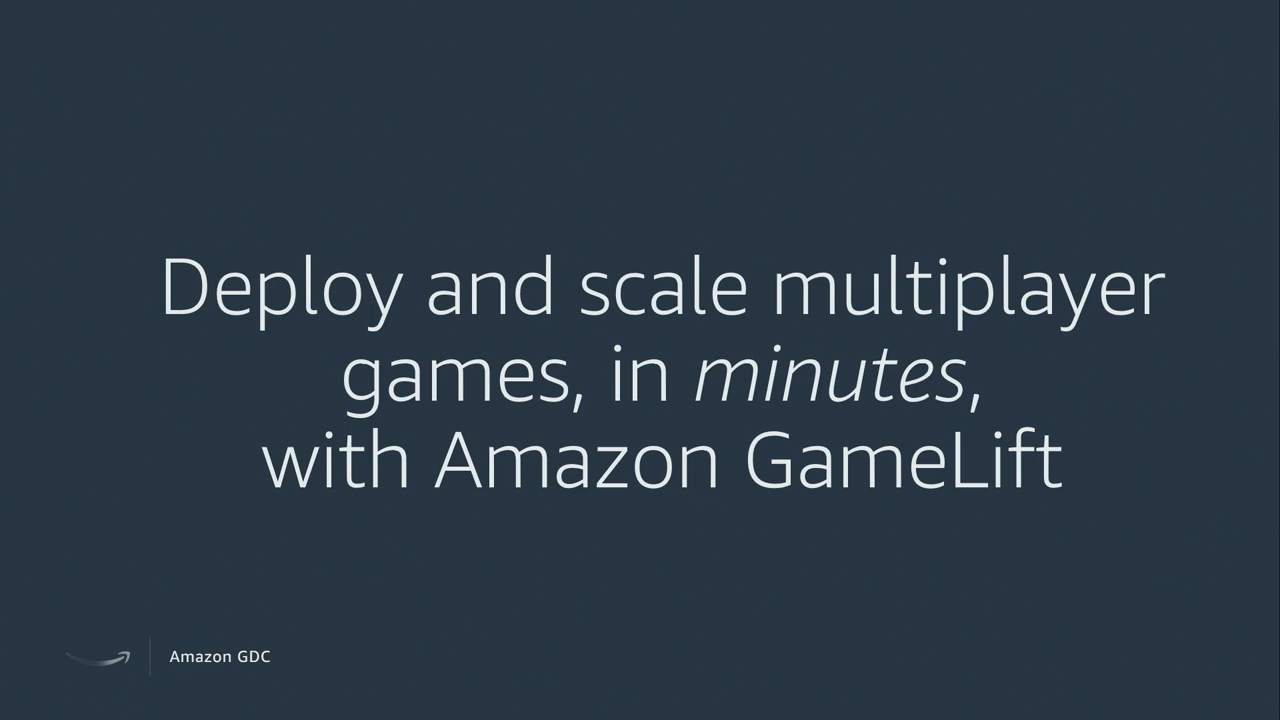 Deploy and scale multiplayer
games, in minutes,
with Amazon GameLift
Amazon GDC